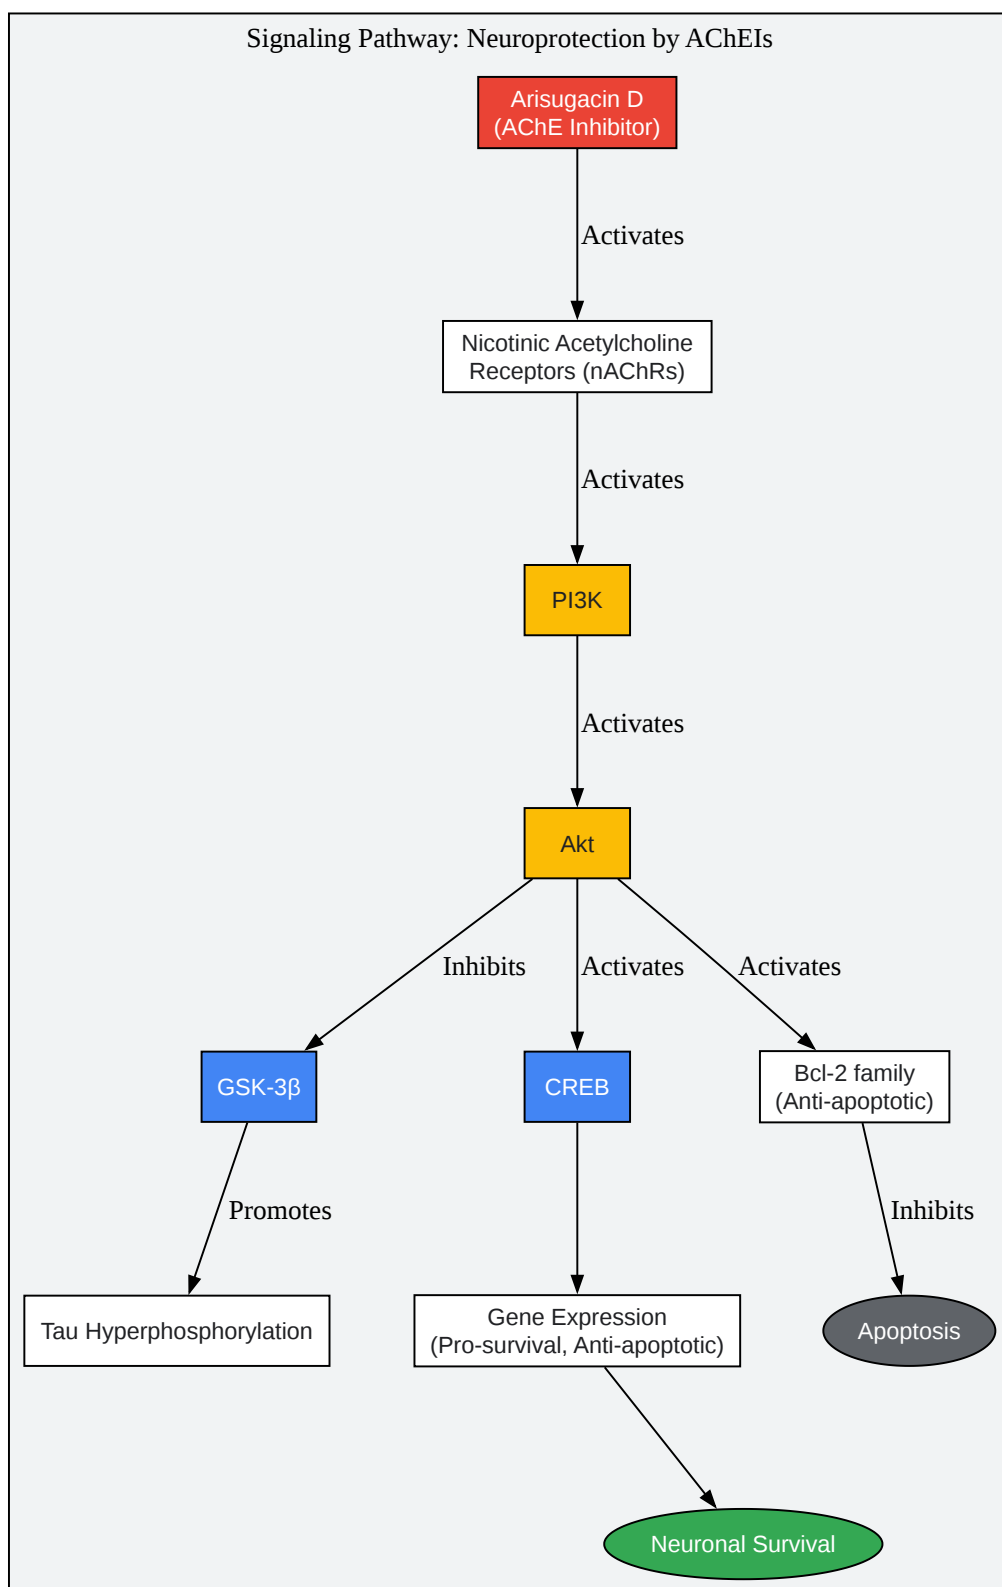 Signaling Pathway: Neuroprotection by AChEIs
Arisugacin D
(AChE Inhibitor)
Activates
Nicotinic Acetylcholine
Receptors (nAChRs)
Activates
PI3K
Activates
Akt
Inhibits
Activates
Activates
GSK-3β
CREB
Bcl-2 family
(Anti-apoptotic)
Promotes
Inhibits
Tau Hyperphosphorylation
Gene Expression
(Pro-survival, Anti-apoptotic)
Apoptosis
Neuronal Survival